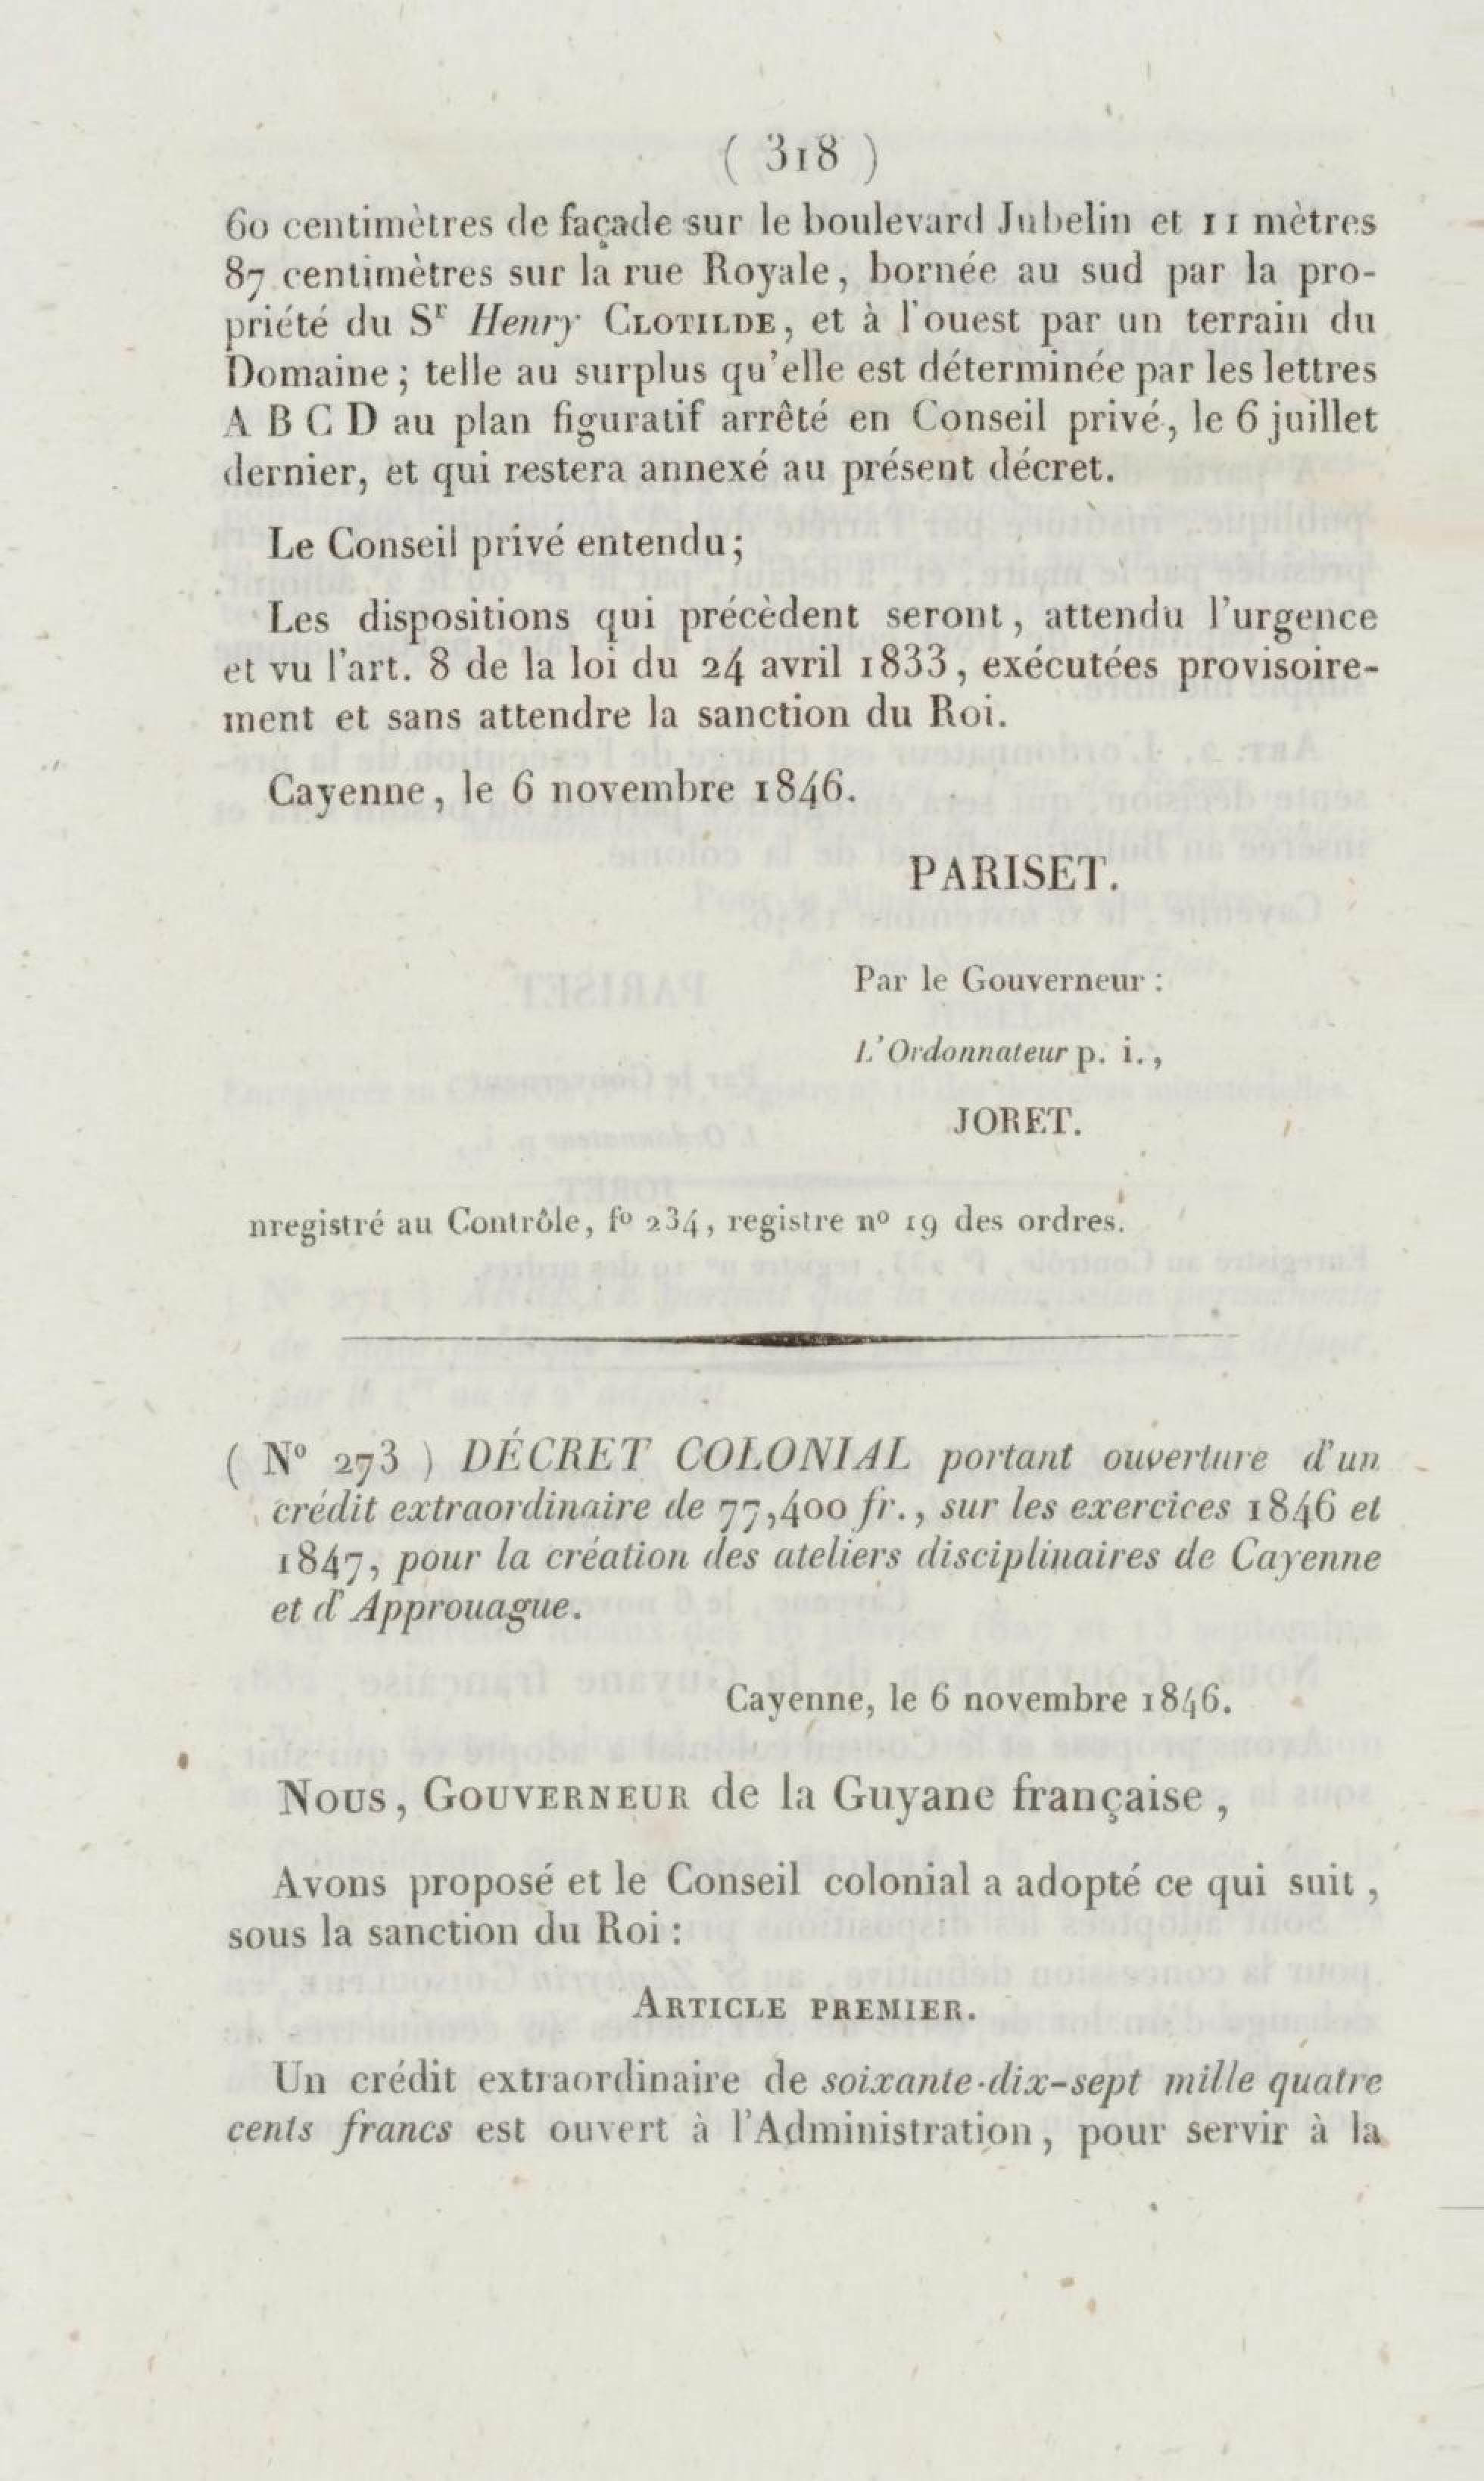 ( 318 )
60 centimètres de façade sur le boulevard Jubelin et 11 mètres
87 centimètres sur la rue Royale, bornée au sud par la pro-
priété du Sr Henry CLOTILDE, et à l'ouest par un terrain du
Domaine; telle au surplus qu'elle est déterminée par les lettres
A B C D au plan figuratif arrêté en Conseil privé, le 6 juillet
dernier, et qui restera annexé au présent décret.
Le Conseil privé entendu;
Les dispositions qui précèdent seront, attendu l'urgence
et vu l'art. 8 de la loi du 24 avril 1833, exécutées provisoire-
ment et sans attendre la sanction du Roi.
Cayenne, le 6 novembre 1846.
PARISET.
Par le Gouverneur :
L'Ordonnateur p. i.,
JORET.
nregistré au Contrôle, fo 234, registre no 19 des ordres.
( No 273 ) DÉCRET COLONIAL portant ouverture d'un
crédit extraordinaire de 77,400 fr., sur les exercices 1846 et
1847, pour la création des ateliers disciplinaires de Cayenne
et d'Approuague.
Cayenne, le 6 novembre 1846.
NOUS, GOUVERNEUR de la Guyane française,
Avons proposé et le Conseil colonial a adopté ce qui suit,
sous la sanction du Roi :
ARTICLE PREMIER.
Un crédit extraordinaire de soixante-dix-sept mille quatre
cents francs est ouvert à l'Administration, pour servir à la